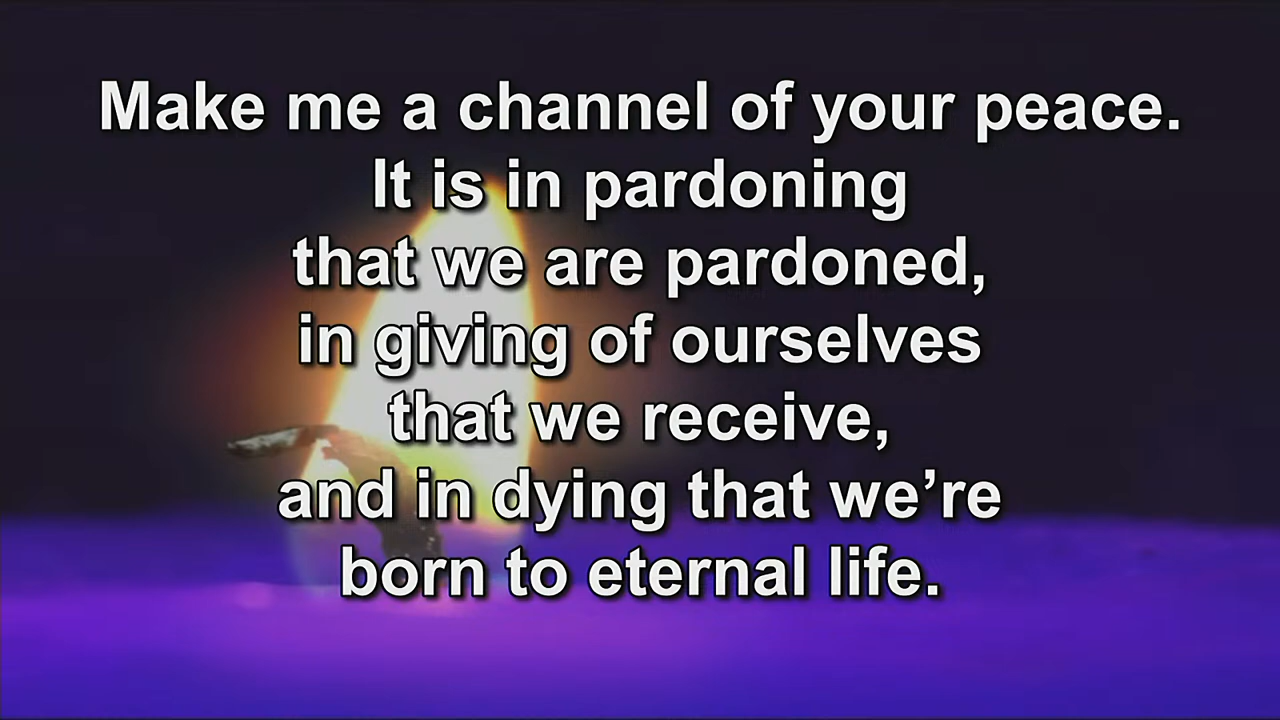 Make me a channel of your peace.
It is in pardoning
that we are pardoned,
in giving of ourselves
that we receive,
and in dying that we’re
born to eternal life.